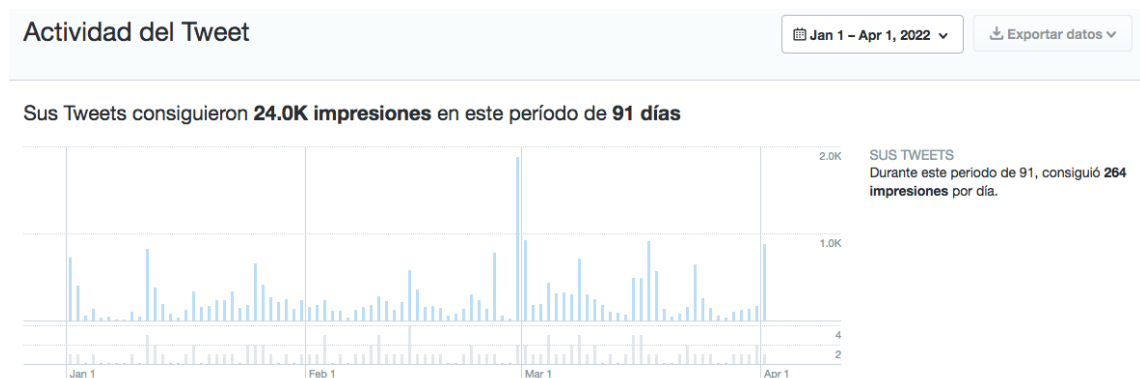 Actividad del Tweet
Jan 1 – Apr 1, 2022
Exportar datos
Sus Tweets consiguieron 24.0K impresiones en este período de 91 días
2.0K
1.0K
4
2
Jan 1
Feb 1
Mar 1
Apr 1
SUS TWEETS
Durante este periodo de 91, consiguió 264
impresiones por día.